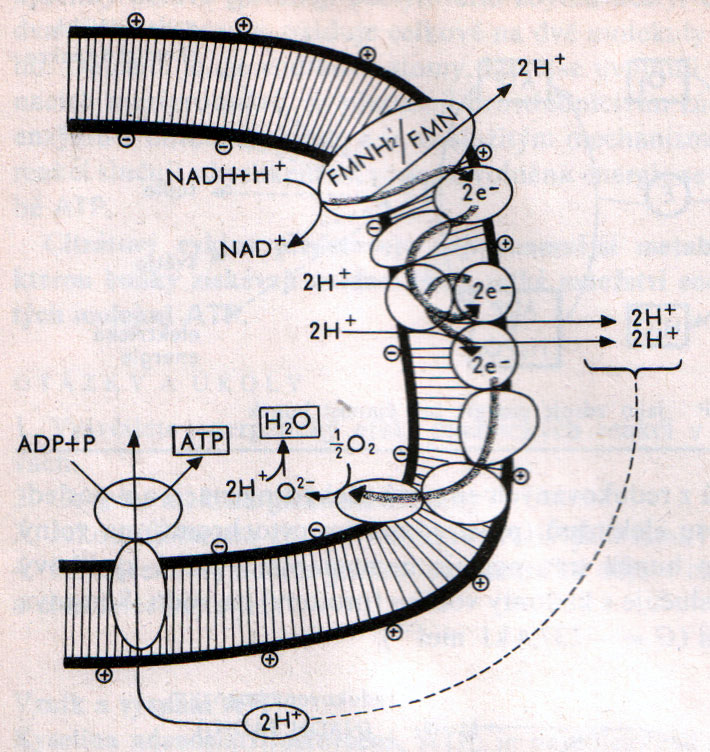 2H⁺
FMNH₂/FMN
NADH+H⁺
2e⁻
NAD⁺
2H⁺
2e⁻
2H⁺
2H⁺
2H⁺
2e⁻
ADP+P
ATP
H₂O
½O₂
2H⁺
O²⁻
2H⁺